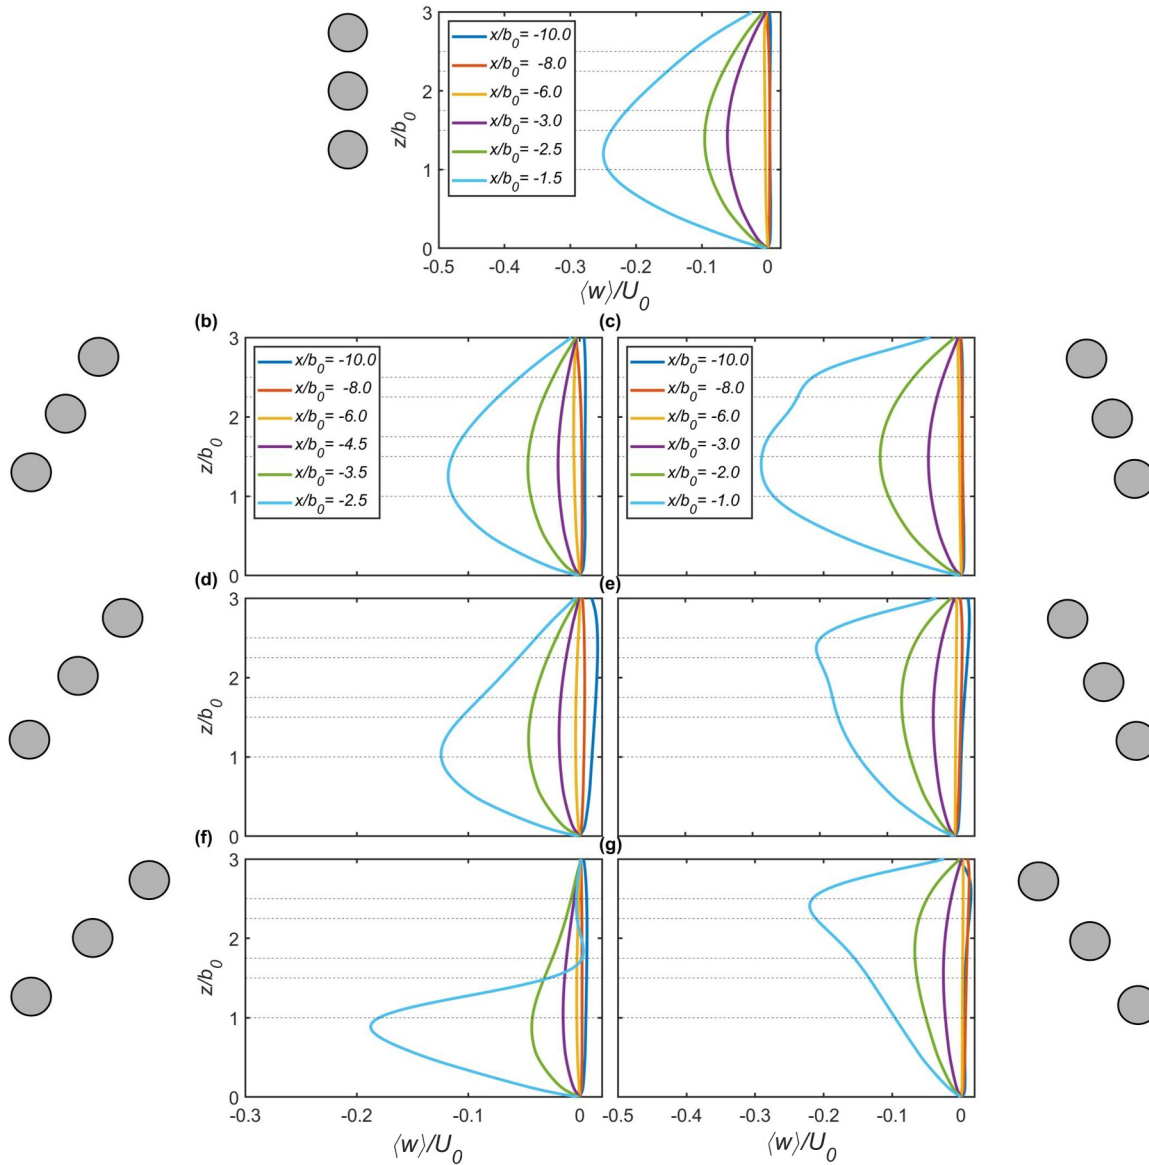 3
x/b0= -10.0
x/b0= -8.0
x/b0= -6.0
x/b0= -3.0
x/b0= -2.5
x/b0= -1.5
2
z/b0
1
0
-0.5 -0.4 -0.3 -0.2 -0.1 0
⟨w⟩/U0
(b) (c)
3
x/b0= -10.0
x/b0= -8.0
x/b0= -6.0
x/b0= -4.5
x/b0= -3.5
x/b0= -2.5
2
z/b0
1
0
x/b0= -10.0
x/b0= -8.0
x/b0= -6.0
x/b0= -3.0
x/b0= -2.0
x/b0= -1.0
(d) (e)
3
2
z/b0
1
0
(f) (g)
3
2
z/b0
1
0
-0.3 -0.2 -0.1 0 -0.5 -0.4 -0.3 -0.2 -0.1 0
⟨w⟩/U0 ⟨w⟩/U0